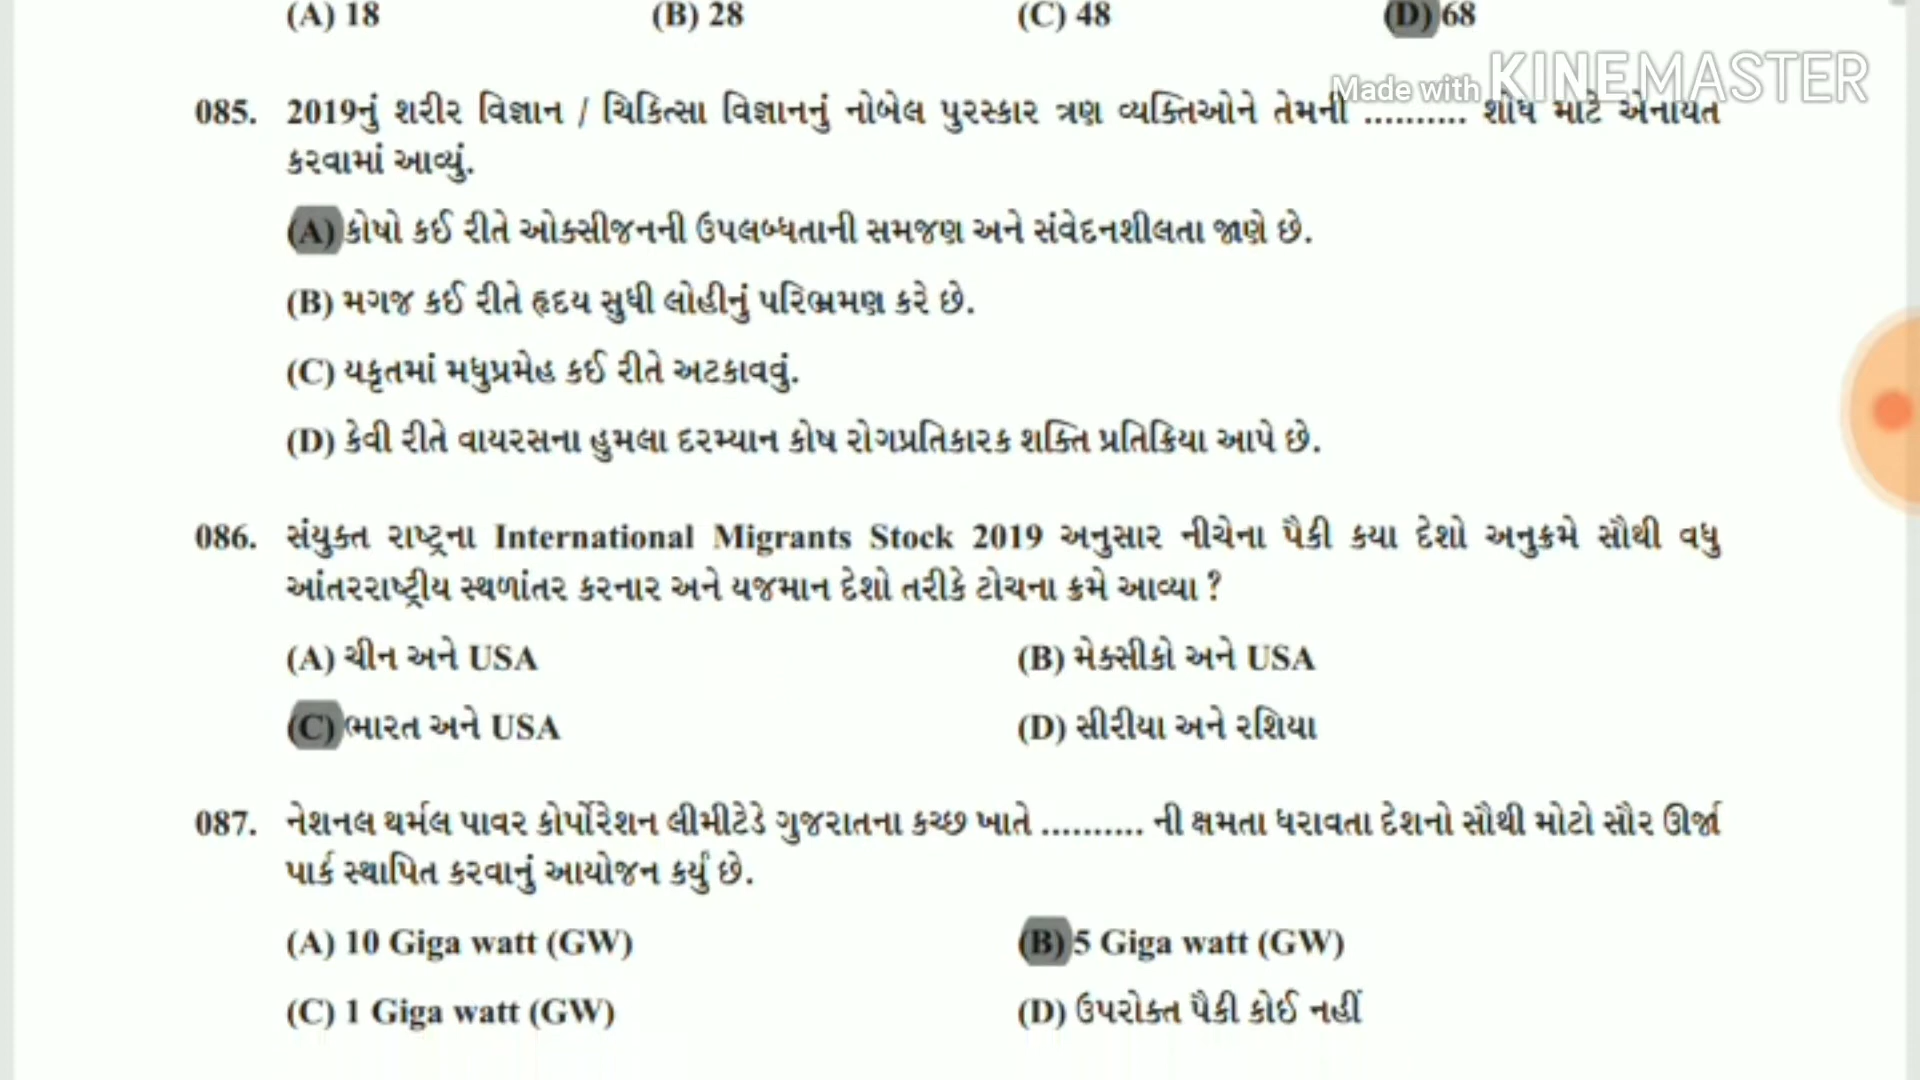 (A) 18 (B) 28 (C) 48 (D) 68
Made with KINEMASTER
085. 2019નું શરીર વિજ્ઞાન / ચિકિત્સા વિજ્ઞાનનું નોબેલ પુરસ્કાર ત્રણ વ્યક્તિઓને તેમની .......... શોધ માટે એનાયત
કરવામાં આવ્યું.
(A) કોષો કઈ રીતે ઓક્સીજનની ઉપલબ્ધતાની સમજણ અને સંવેદનશીલતા જાણે છે.
(B) મગજ કઈ રીતે હૃદય સુધી લોહીનું પરિભ્રમણ કરે છે.
(C) યકૃતમાં મધુપ્રમેહ કઈ રીતે અટકાવવું.
(D) કેવી રીતે વાયરસના હુમલા દરમ્યાન કોષ રોગપ્રતિકારક શક્તિ પ્રતિક્રિયા આપે છે.
086. સંયુક્ત રાષ્ટ્રના International Migrants Stock 2019 અનુસાર નીચેના પૈકી કયા દેશો અનુક્રમે સૌથી વધુ
આંતરરાષ્ટ્રીય સ્થળાંતર કરનાર અને યજમાન દેશો તરીકે ટોચના ક્રમે આવ્યા ?
(A) ચીન અને USA (B) મેક્સીકો અને USA
(C) ભારત અને USA (D) સીરીયા અને રશિયા
087. નેશનલ થર્મલ પાવર કોર્પોરેશન લીમીટેડે ગુજરાતના કચ્છ ખાતે .......... ની ક્ષમતા ધરાવતા દેશનો સૌથી મોટો સૌર ઊર્જા
પાર્ક સ્થાપિત કરવાનું આયોજન કર્યું છે.
(A) 10 Giga watt (GW) (B) 5 Giga watt (GW)
(C) 1 Giga watt (GW) (D) ઉપરોક્ત પૈકી કોઈ નહીં